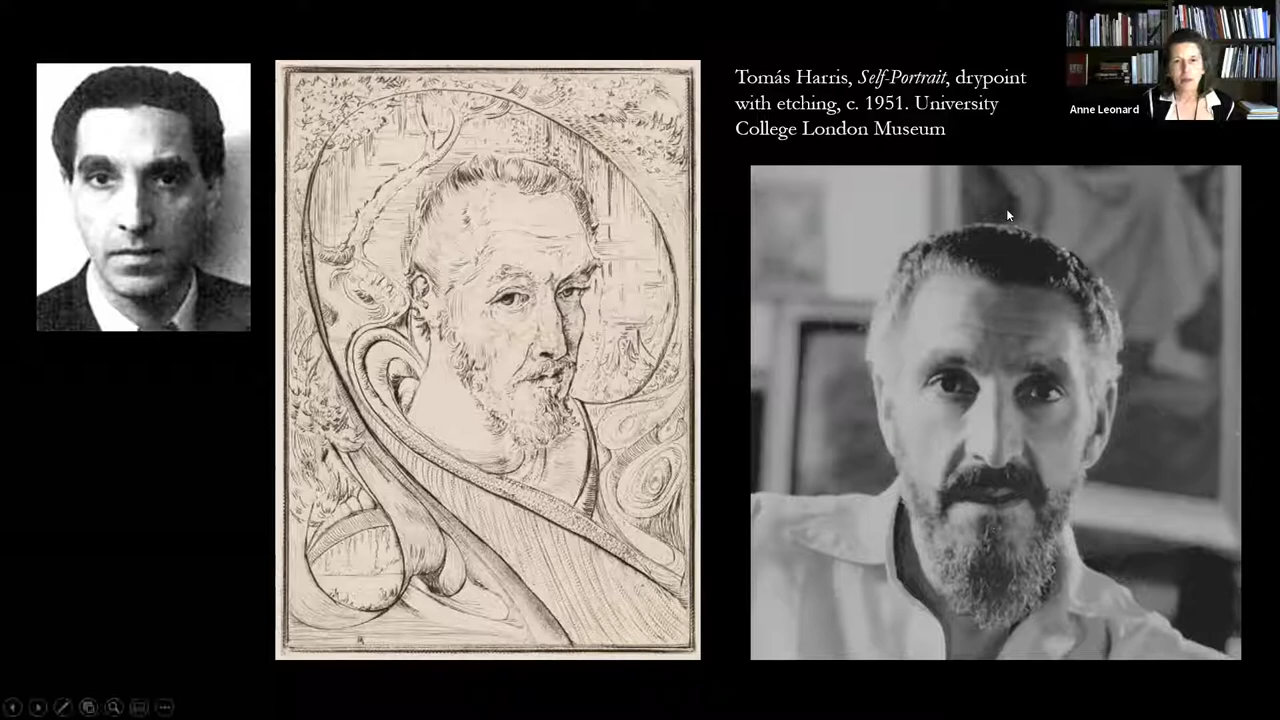 Tomás Harris, Self-Portrait, drypoint
with etching, c. 1951. University
College London Museum
Anne Leonard